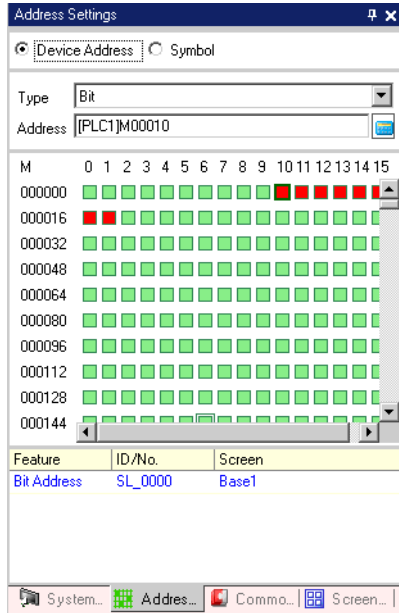 Address Settings
Device Address Symbol
Type Bit
Address [PLC1]M00010
M 0 1 2 3 4 5 6 7 8 9 10 11 12 13 14 15
000000
000016
000032
000048
000064
000080
000096
000112
000128
000144
Feature ID/No. Screen
Bit Address SL_0000 Base1
System... Addres... Commo... Screen...